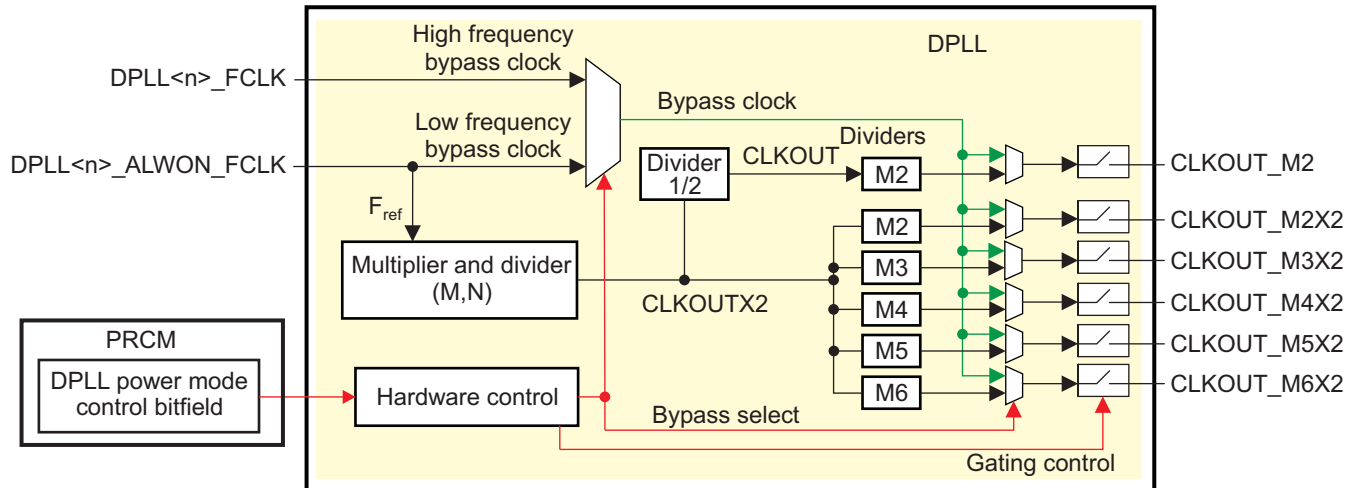 High frequency
bypass clock
DPLL
DPLL<n>_FCLK
Bypass clock
Low frequency
bypass clock
Dividers
DPLL<n>_ALWON_FCLK
Divider
1/2
CLKOUT
M2
CLKOUT_M2
F_ref
M2
CLKOUT_M2X2
Multiplier and divider
(M,N)
M3
CLKOUT_M3X2
CLKOUTX2
M4
CLKOUT_M4X2
PRCM
M5
CLKOUT_M5X2
DPLL power mode
control bitfield
Hardware control
M6
CLKOUT_M6X2
Bypass select
Gating control